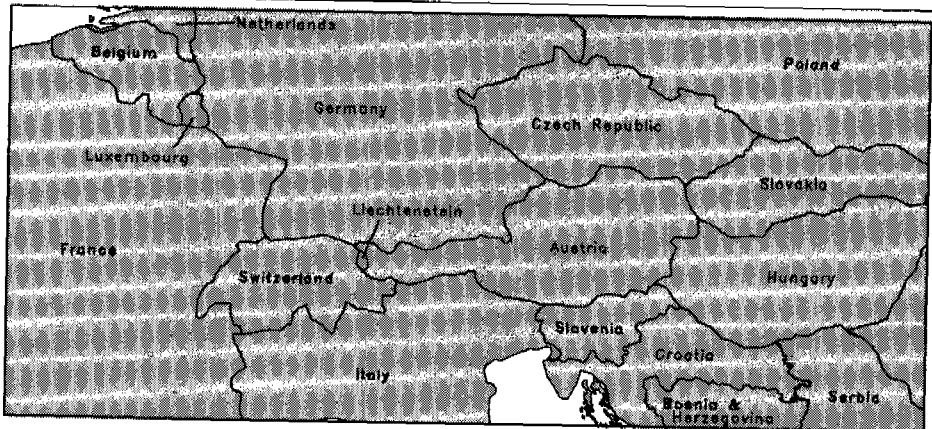 Netherlands
Belgium
Poland
Germany
Czech Republic
Luxembourg
Slovakia
Liechtenstein
France
Austria
Switzerland
Hungary
Slovenia
Croatia
Italy
Bosnia &
Herzegovina
Serbia